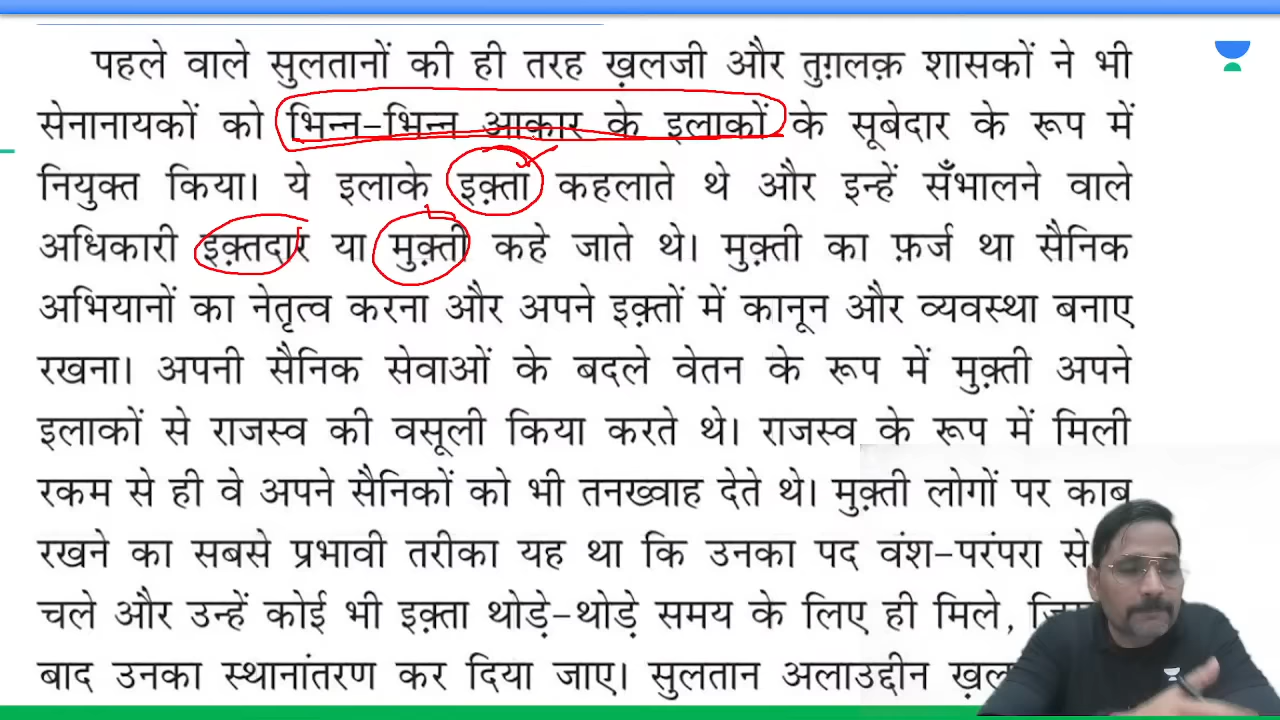 पहले वाले सुलतानों की ही तरह ख़लजी और तुग़लक़ शासकों ने भी
सेनानायकों को भिन्न-भिन्न आकार के इलाकों के सूबेदार के रूप में
नियुक्त किया। ये इलाके इक़्ता कहलाते थे और इन्हें सँभालने वाले
अधिकारी इक़्तदार या मुक़्ती कहे जाते थे। मुक़्ती का फ़र्ज था सैनिक
अभियानों का नेतृत्व करना और अपने इक़्तों में कानून और व्यवस्था बनाए
रखना। अपनी सैनिक सेवाओं के बदले वेतन के रूप में मुक़्ती अपने
इलाकों से राजस्व की वसूली किया करते थे। राजस्व के रूप में मिली
रकम से ही वे अपने सैनिकों को भी तनख्वाह देते थे। मुक़्ती लोगों पर
रखने का सबसे प्रभावी तरीका यह था कि उनका पद वंश-परंपरा से
चले और उन्हें कोई भी इक़्ता थोड़े-थोड़े समय के लिए ही मिले,
बाद उनका स्थानांतरण कर दिया जाए। सुलतान अलाउद्दीन